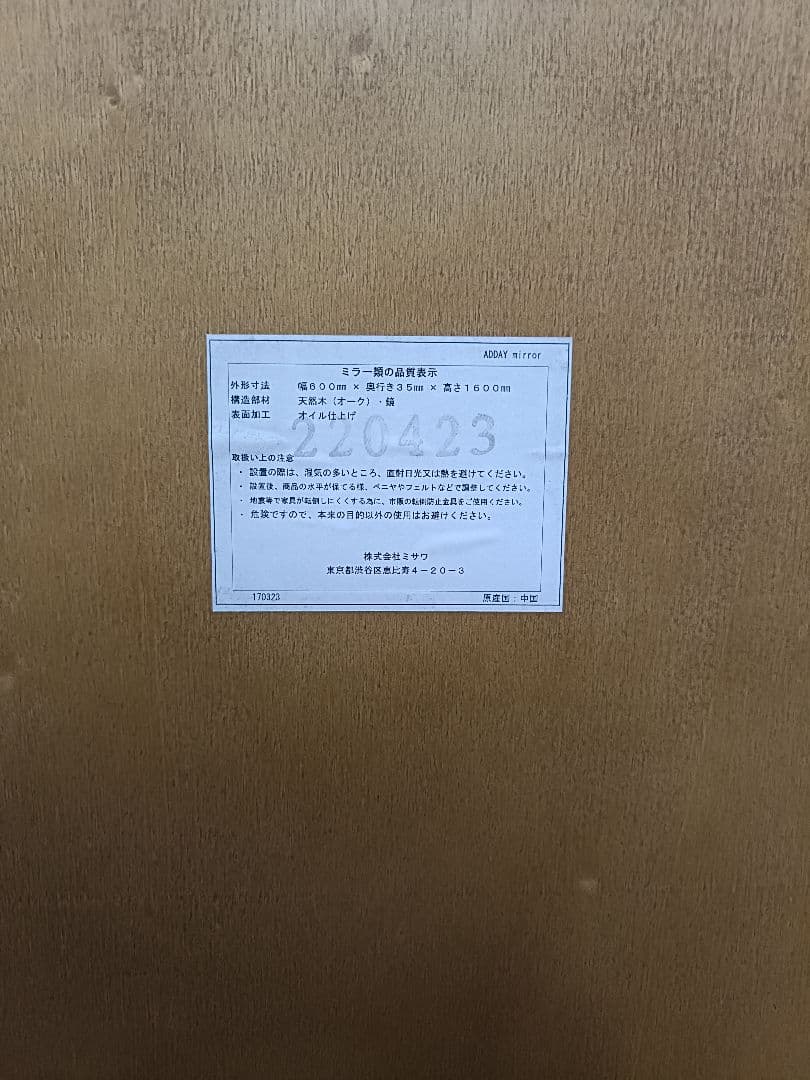 ADDAY mirror
ミラー類の品質表示
外形寸法 幅600㎜ × 奥行き35㎜ × 高さ1600㎜
構造部材 天然木(オーク)・鏡
表面加工 オイル仕上げ
220423
取扱い上の注意
・ 設置の際は、湿気の多いところ、直射日光又は熱を避けてください。
・ 設置後、商品の水平が保てる様、ベニヤやフェルトなどで調整してください。
・ 地震等で家具が転倒しにくくする為に、市販の転倒防止金具をご使用ください。
・ 危険ですので、本来の目的以外の使用はお避けください。
株式会社ミサワ
東京都渋谷区恵比寿4-20-3
170323 原産国:中国